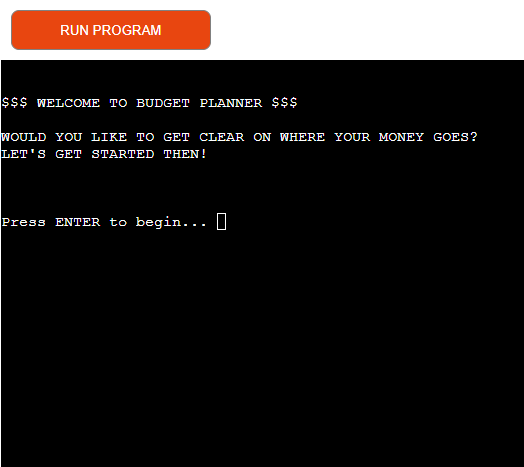 RUN PROGRAM
$$$ WELCOME TO BUDGET PLANNER $$$
WOULD YOU LIKE TO GET CLEAR ON WHERE YOUR MONEY GOES?
LET'S GET STARTED THEN!
Press ENTER to begin...